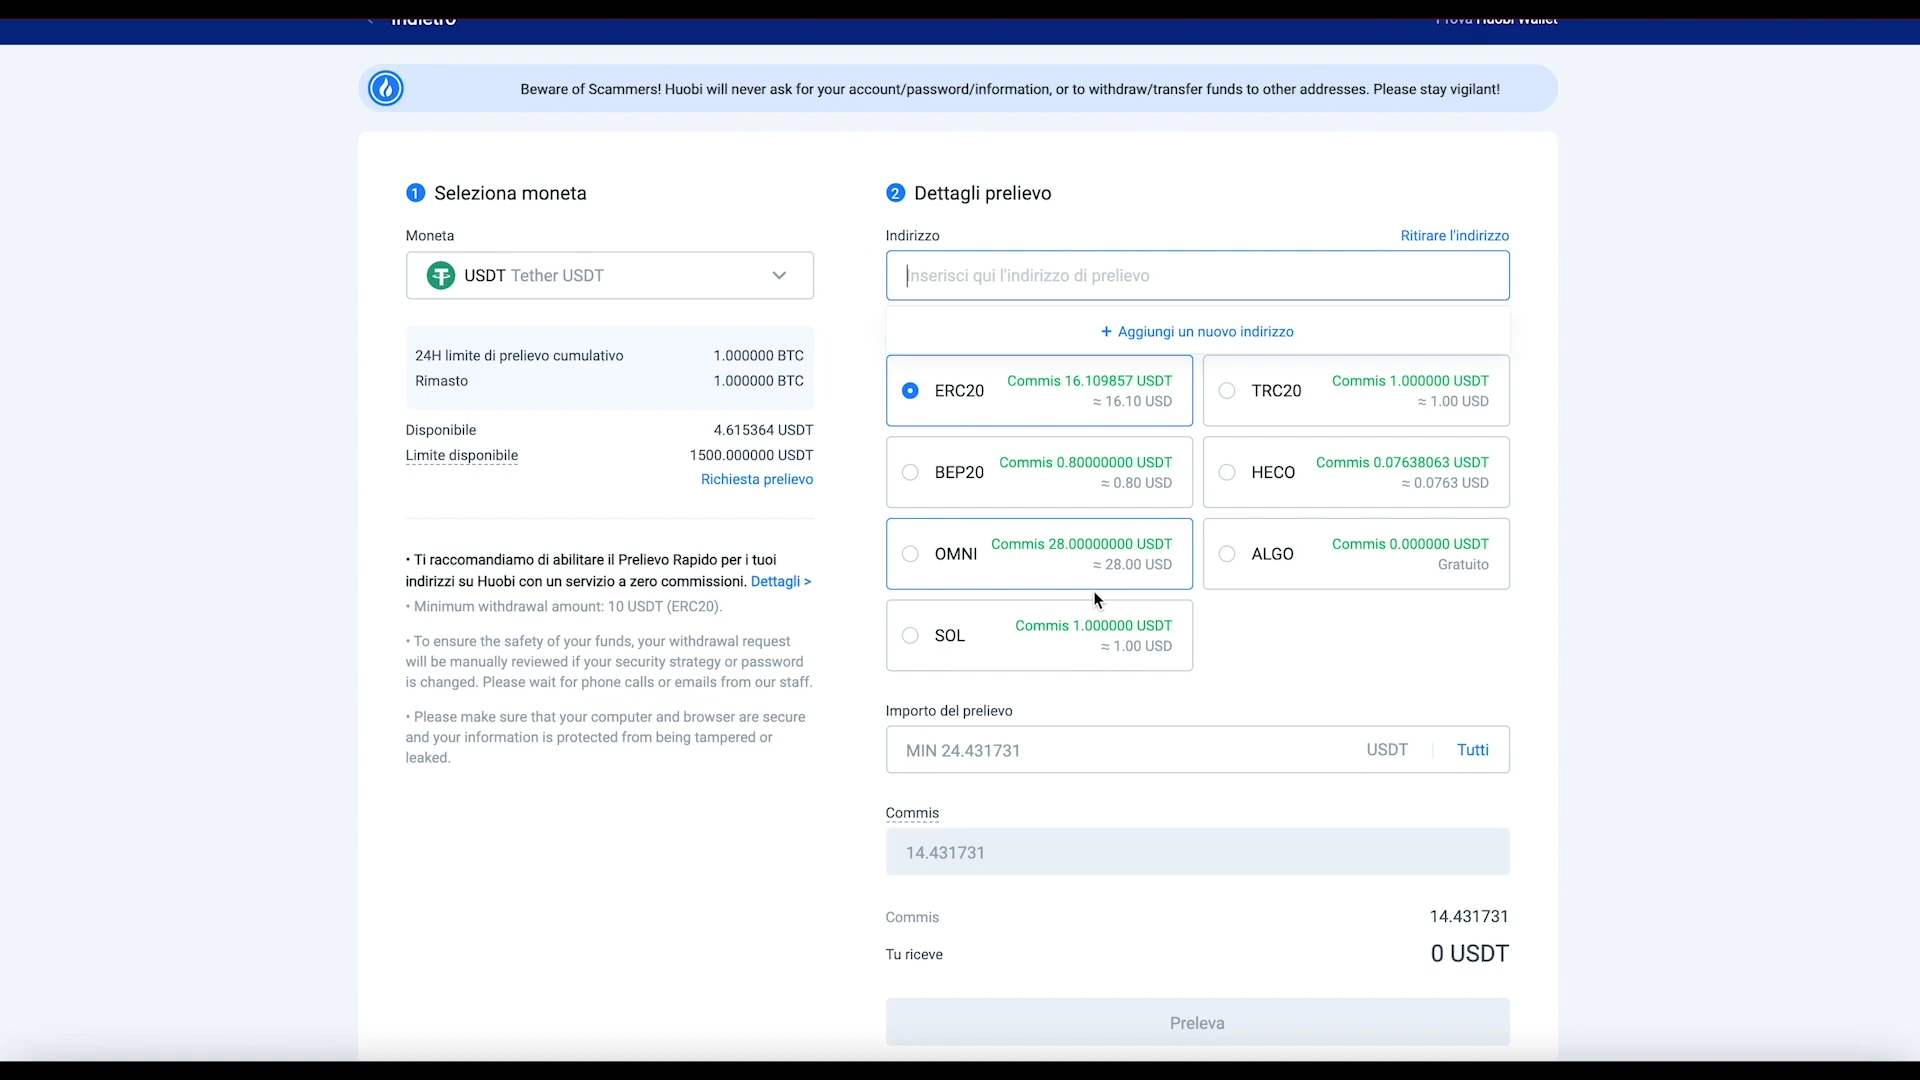 Indietro
Prova Huobi Wallet
Beware of Scammers! Huobi will never ask for your account/password/information, or to withdraw/transfer funds to other addresses. Please stay vigilant!
1 Seleziona moneta
Moneta
USDT Tether USDT
24H limite di prelievo cumulativo 1.000000 BTC
Rimasto 1.000000 BTC
Disponibile 4.615364 USDT
Limite disponibile 1500.000000 USDT
Richiesta prelievo
• Ti raccomandiamo di abilitare il Prelievo Rapido per i tuoi
indirizzi su Huobi con un servizio a zero commissioni. Dettagli >
• Minimum withdrawal amount: 10 USDT (ERC20).
• To ensure the safety of your funds, your withdrawal request
will be manually reviewed if your security strategy or password
is changed. Please wait for phone calls or emails from our staff.
• Please make sure that your computer and browser are secure
and your information is protected from being tampered or
leaked.
2 Dettagli prelievo
Indirizzo Ritirare l'indirizzo
Inserisci qui l'indirizzo di prelievo
+ Aggiungi un nuovo indirizzo
ERC20 Commis 16.109857 USDT
≈ 16.10 USD
TRC20 Commis 1.000000 USDT
≈ 1.00 USD
BEP20 Commis 0.80000000 USDT
≈ 0.80 USD
HECO Commis 0.07638063 USDT
≈ 0.0763 USD
OMNI Commis 28.00000000 USDT
≈ 28.00 USD
ALGO Commis 0.000000 USDT
Gratuito
SOL Commis 1.000000 USDT
≈ 1.00 USD
Importo del prelievo
MIN 24.431731 USDT Tutti
Commis
14.431731
Commis 14.431731
Tu riceve 0 USDT
Preleva